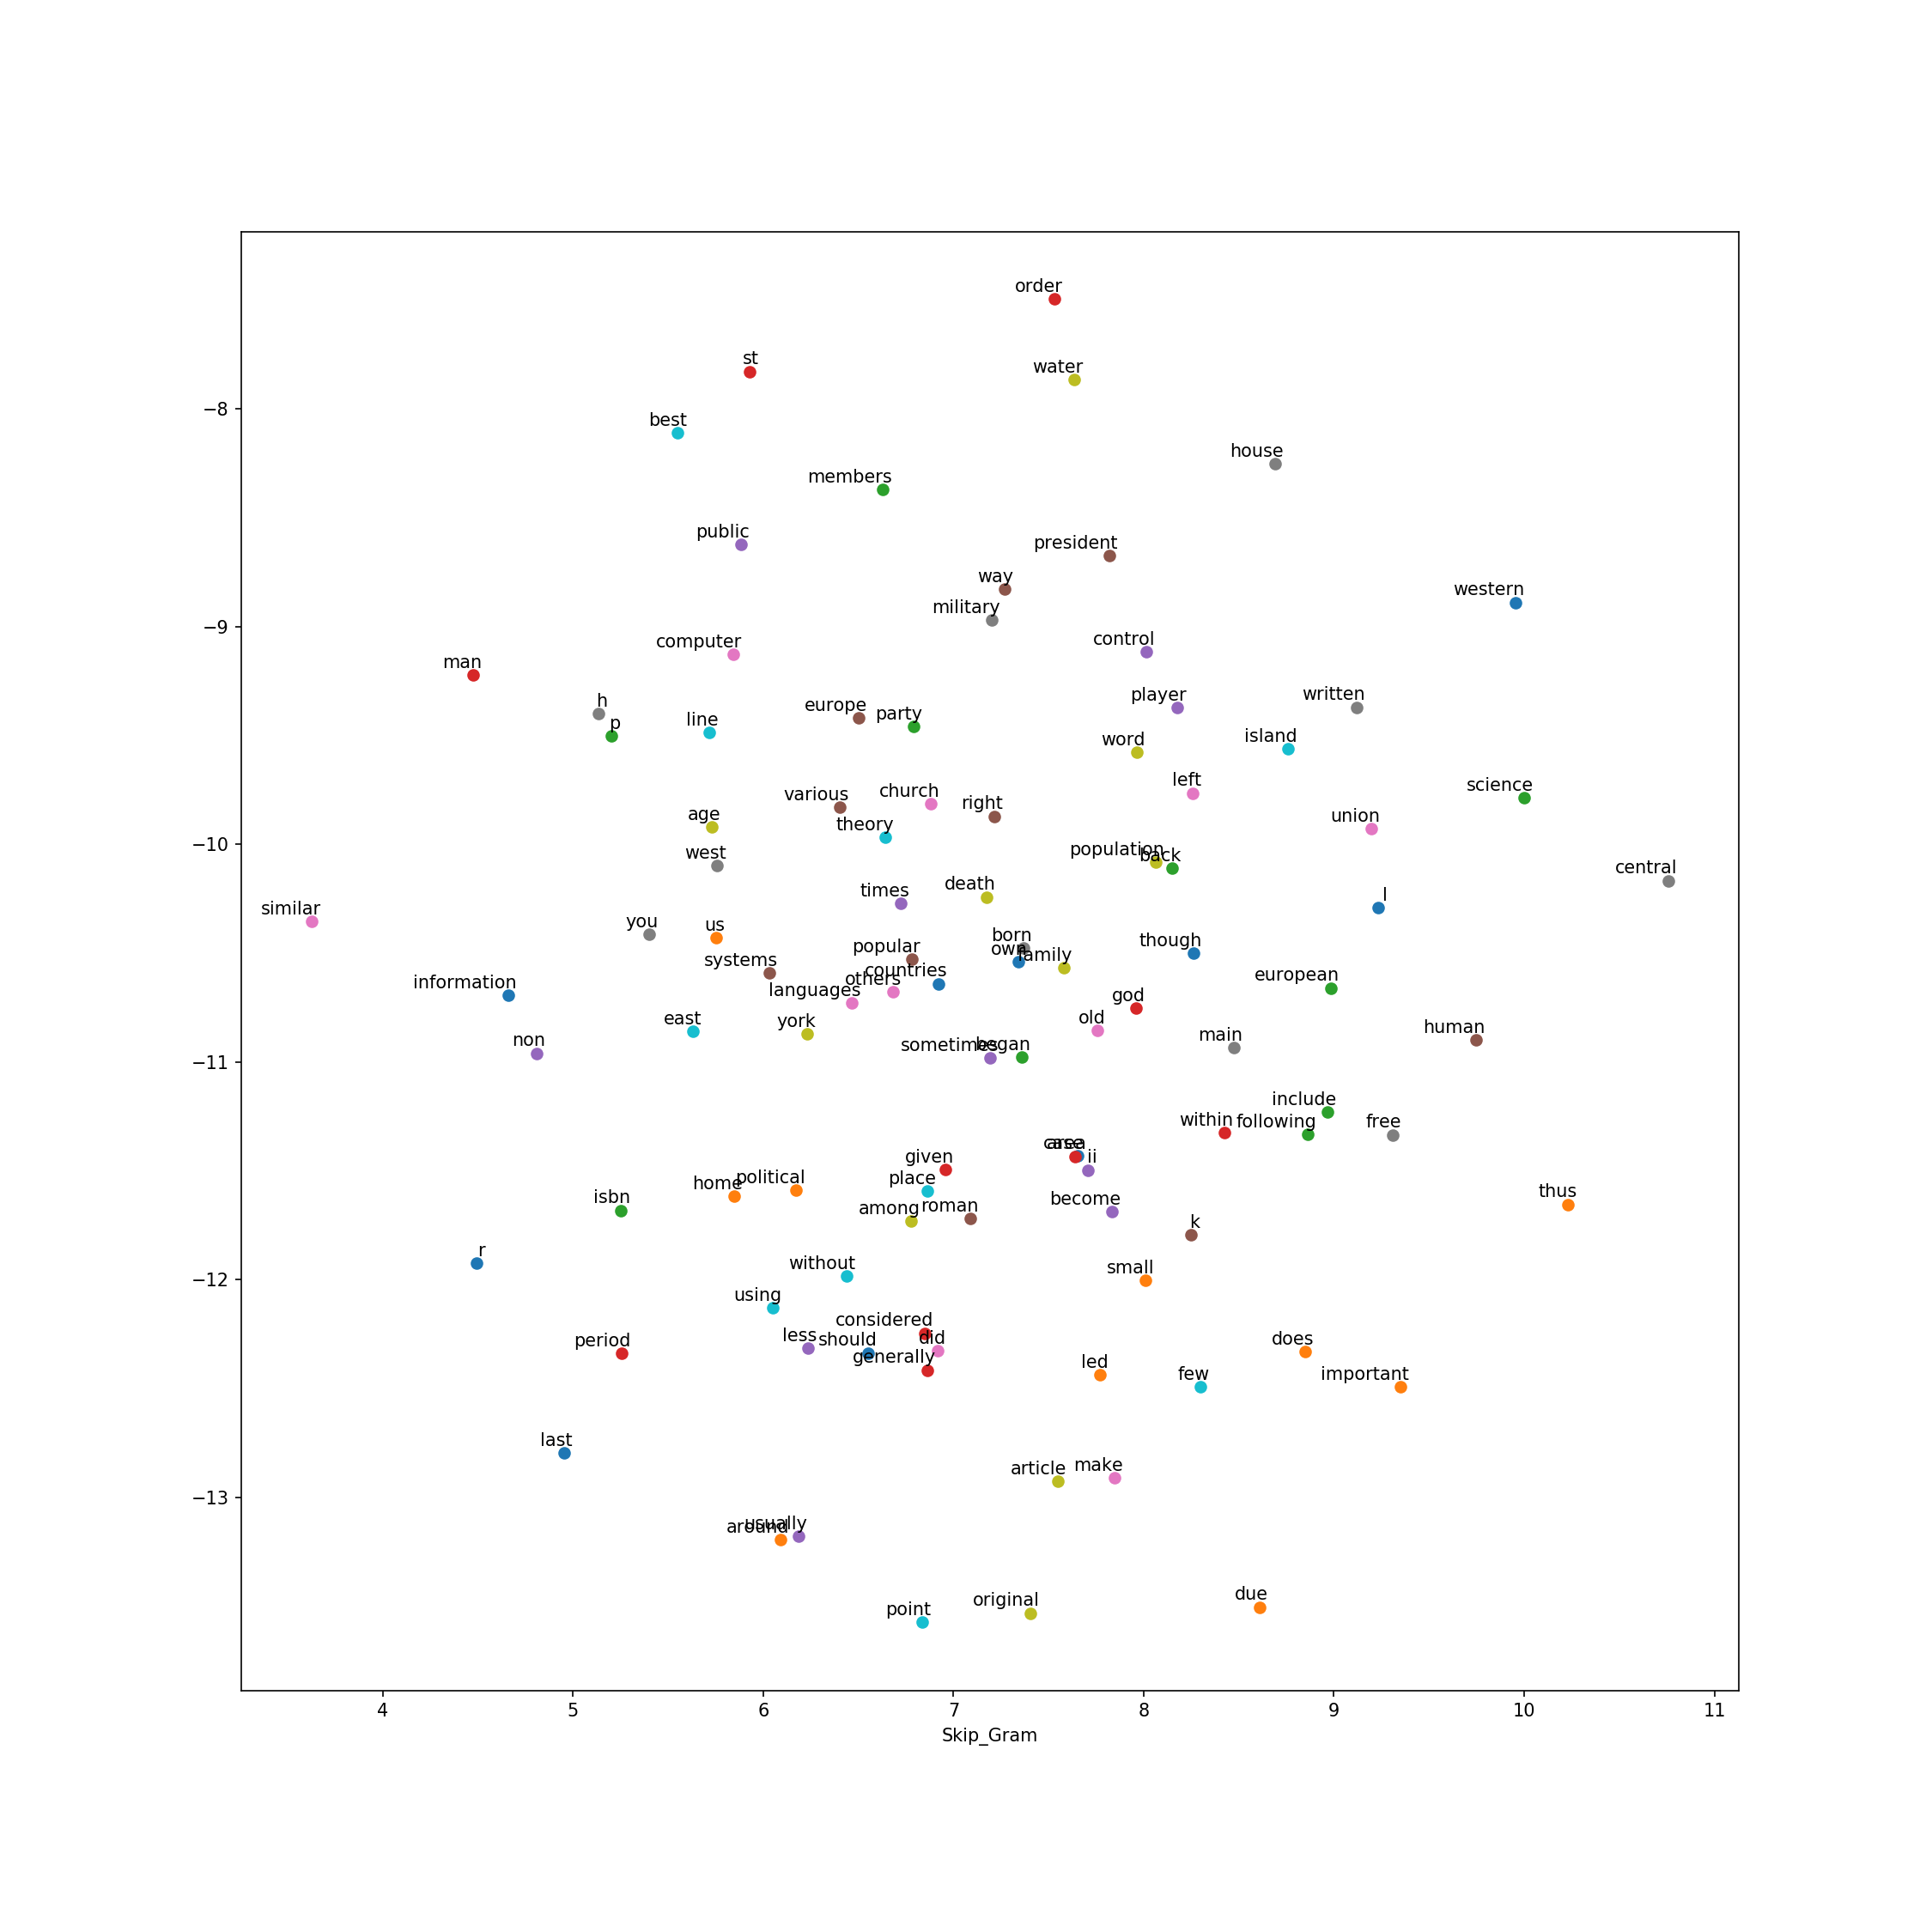 order
st
water
−8
best
house
members
public
president
way
western
military
−9
control
computer
man
player
written
h
europe
party
line
p
word
island
left
science
church
various
right
union
age
theory
−10
population
west
back
central
death
times
l
similar
you
us
born
though
popular
own
family
systems
countries
european
others
information
languages
god
old
east
york
human
main
non
sometimes
began
−11
include
within
following
free
case
area
given
ii
political
place
home
thus
isbn
become
roman
among
k
r
without
small
−12
using
considered
less
did
does
should
period
generally
led
few
important
last
make
article
−13
usually
around
due
original
point
4 5 6 7 8 9 10 11
Skip_Gram